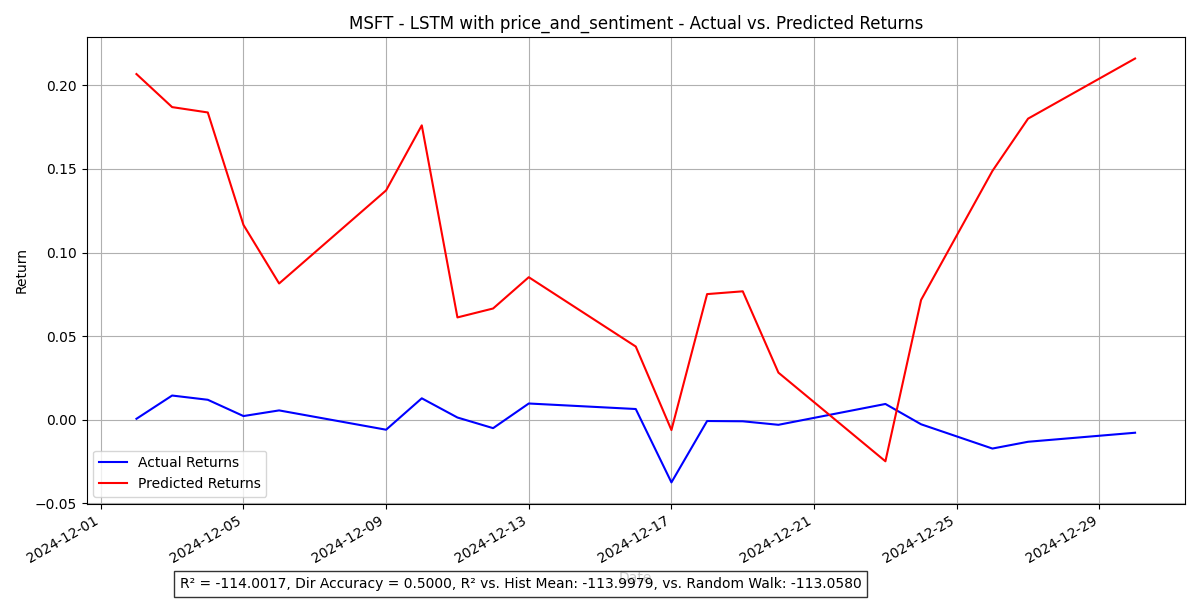 MSFT - LSTM with price_and_sentiment - Actual vs. Predicted Returns
Return
0.20
0.15
0.10
0.05
0.00
−0.05
Actual Returns
Predicted Returns
2024-12-01
2024-12-05
2024-12-09
2024-12-13
2024-12-17
2024-12-21
2024-12-25
2024-12-29
Date
R² = -114.0017, Dir Accuracy = 0.5000, R² vs. Hist Mean: -113.9979, vs. Random Walk: -113.0580